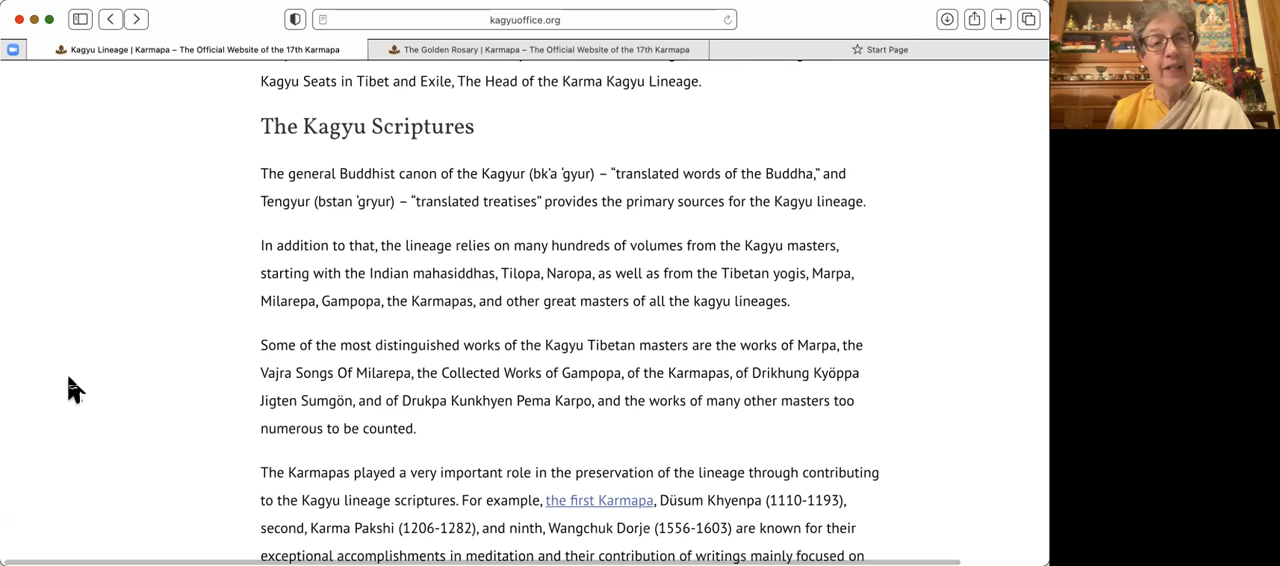 kagyuoffice.org
Kagyu Lineage | Karmapa – The Official Website of the 17th Karmapa
The Golden Rosary | Karmapa – The Official Website of the 17th Karmapa
Start Page
Kagyu Seats in Tibet and Exile, The Head of the Karma Kagyu Lineage.
The Kagyu Scriptures
The general Buddhist canon of the Kagyur (bk’a ‘gyur) – “translated words of the Buddha,” and
Tengyur (bstan ‘gryur) – “translated treatises” provides the primary sources for the Kagyu lineage.
In addition to that, the lineage relies on many hundreds of volumes from the Kagyu masters,
starting with the Indian mahasiddhas, Tilopa, Naropa, as well as from the Tibetan yogis, Marpa,
Milarepa, Gampopa, the Karmapas, and other great masters of all the kagyu lineages.
Some of the most distinguished works of the Kagyu Tibetan masters are the works of Marpa, the
Vajra Songs Of Milarepa, the Collected Works of Gampopa, of the Karmapas, of Drikhung Kyöppa
Jigten Sumgön, and of Drukpa Kunkhyen Pema Karpo, and the works of many other masters too
numerous to be counted.
The Karmapas played a very important role in the preservation of the lineage through contributing
to the Kagyu lineage scriptures. For example, the first Karmapa, Düsum Khyenpa (1110-1193),
second, Karma Pakshi (1206-1282), and ninth, Wangchuk Dorje (1556-1603) are known for their
exceptional accomplishments in meditation and their contribution of writings mainly focused on